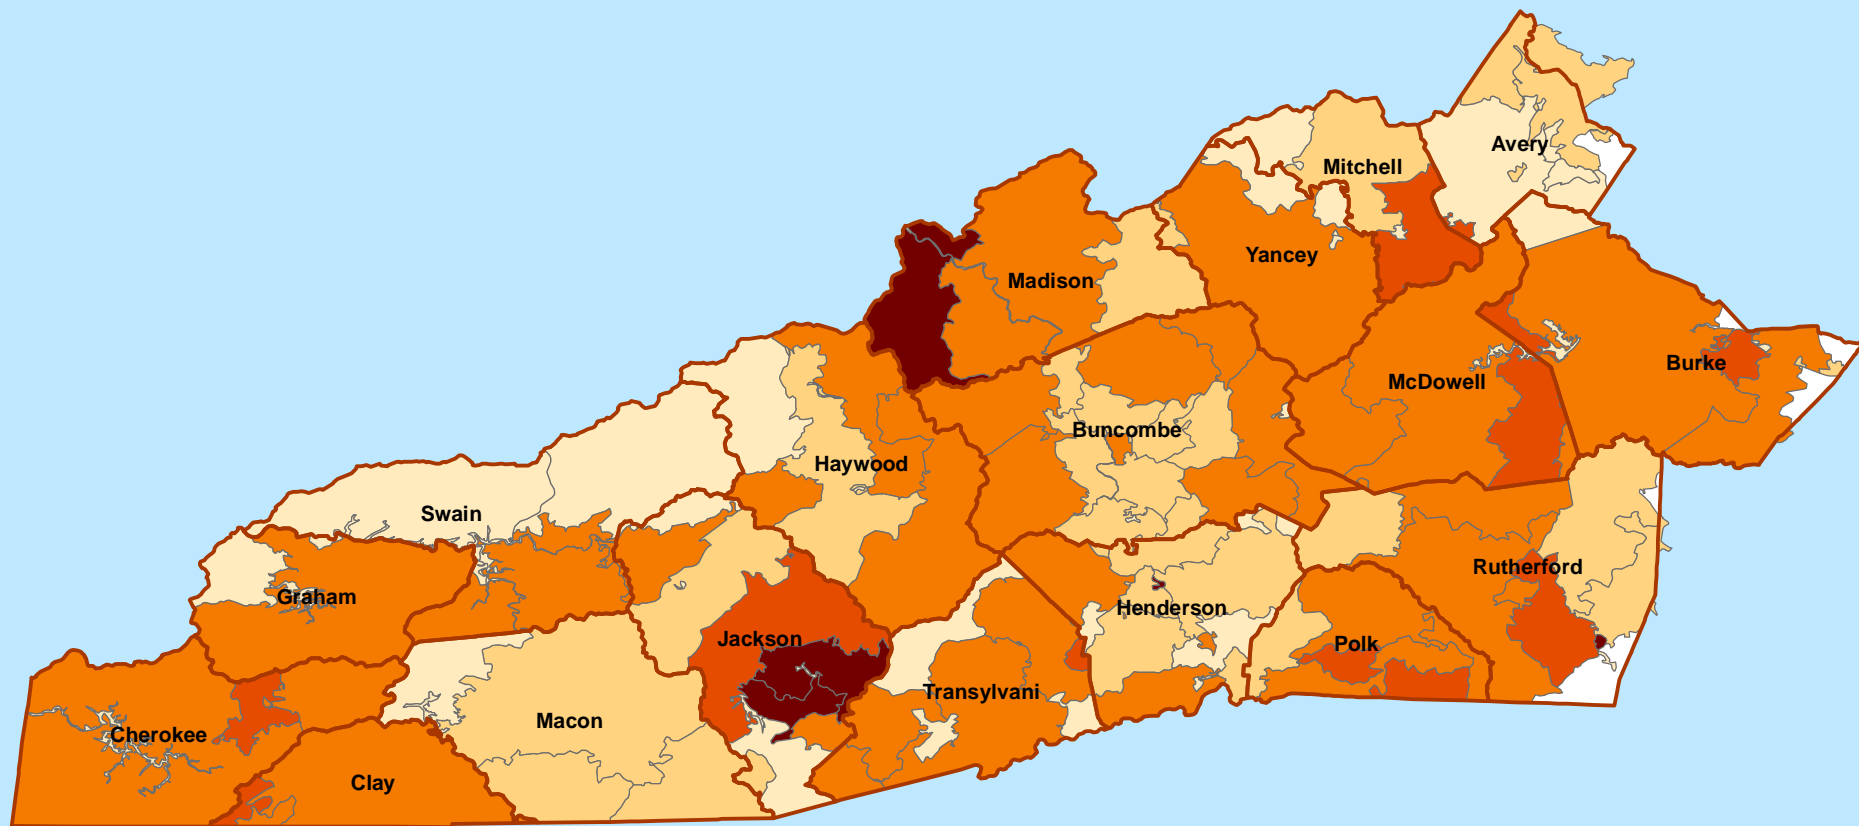 Avery
Mitchell
Yancey
Madison
Burke
McDowell
Buncombe
Haywood
Swain
Rutherford
Graham
Henderson
Jackson
Polk
Transylvani
Macon
Cherokee
Clay